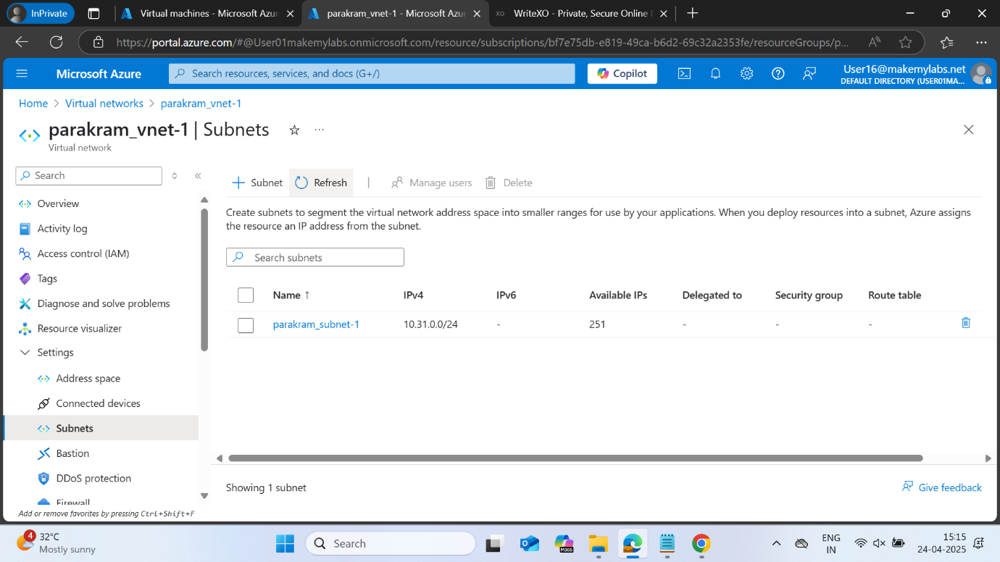 InPrivate
Virtual machines - Microsoft Azur
parakram_vnet-1 - Microsoft Azur
XO WriteXO - Private, Secure Online
https://portal.azure.com/#@User01makemylabs.onmicrosoft.com/resource/subscriptions/bf7e75db-e819-49ca-b6d2-69c32a2353fe/resourceGroups/p...
Microsoft Azure
Search resources, services, and docs (G+/)
Copilot
User16@makemylabs.net
DEFAULT DIRECTORY (USER01MA...
Home > Virtual networks > parakram_vnet-1
parakram_vnet-1 | Subnets
Virtual network
Search
Overview
Activity log
Access control (IAM)
Tags
Diagnose and solve problems
Resource visualizer
Settings
Address space
Connected devices
Subnets
Bastion
DDoS protection
Firewall
Add or remove favorites by pressing Ctrl+Shift+F
+ Subnet Refresh | Manage users Delete
Create subnets to segment the virtual network address space into smaller ranges for use by your applications. When you deploy resources into a subnet, Azure assigns
the resource an IP address from the subnet.
Search subnets
Name ↑ IPv4 IPv6 Available IPs Delegated to Security group Route table
parakram_subnet-1 10.31.0.0/24 - 251 - - -
Showing 1 subnet
Give feedback
4
32°C
Mostly sunny
Search
M365
ENG
IN
15:15
24-04-2025